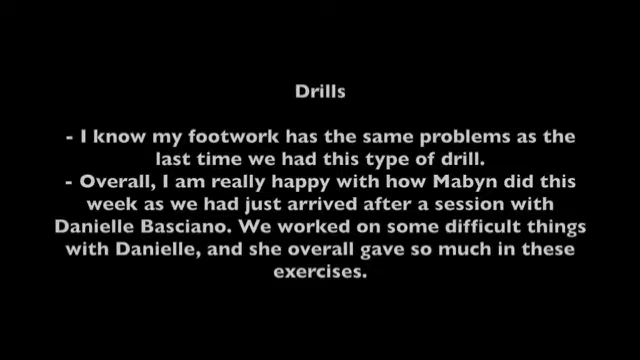 Drills
- I know my footwork has the same problems as the
last time we had this type of drill.
- Overall, I am really happy with how Mabyn did this
week as we had just arrived after a session with
Danielle Basciano. We worked on some difficult things
with Danielle, and she overall gave so much in these
exercises.